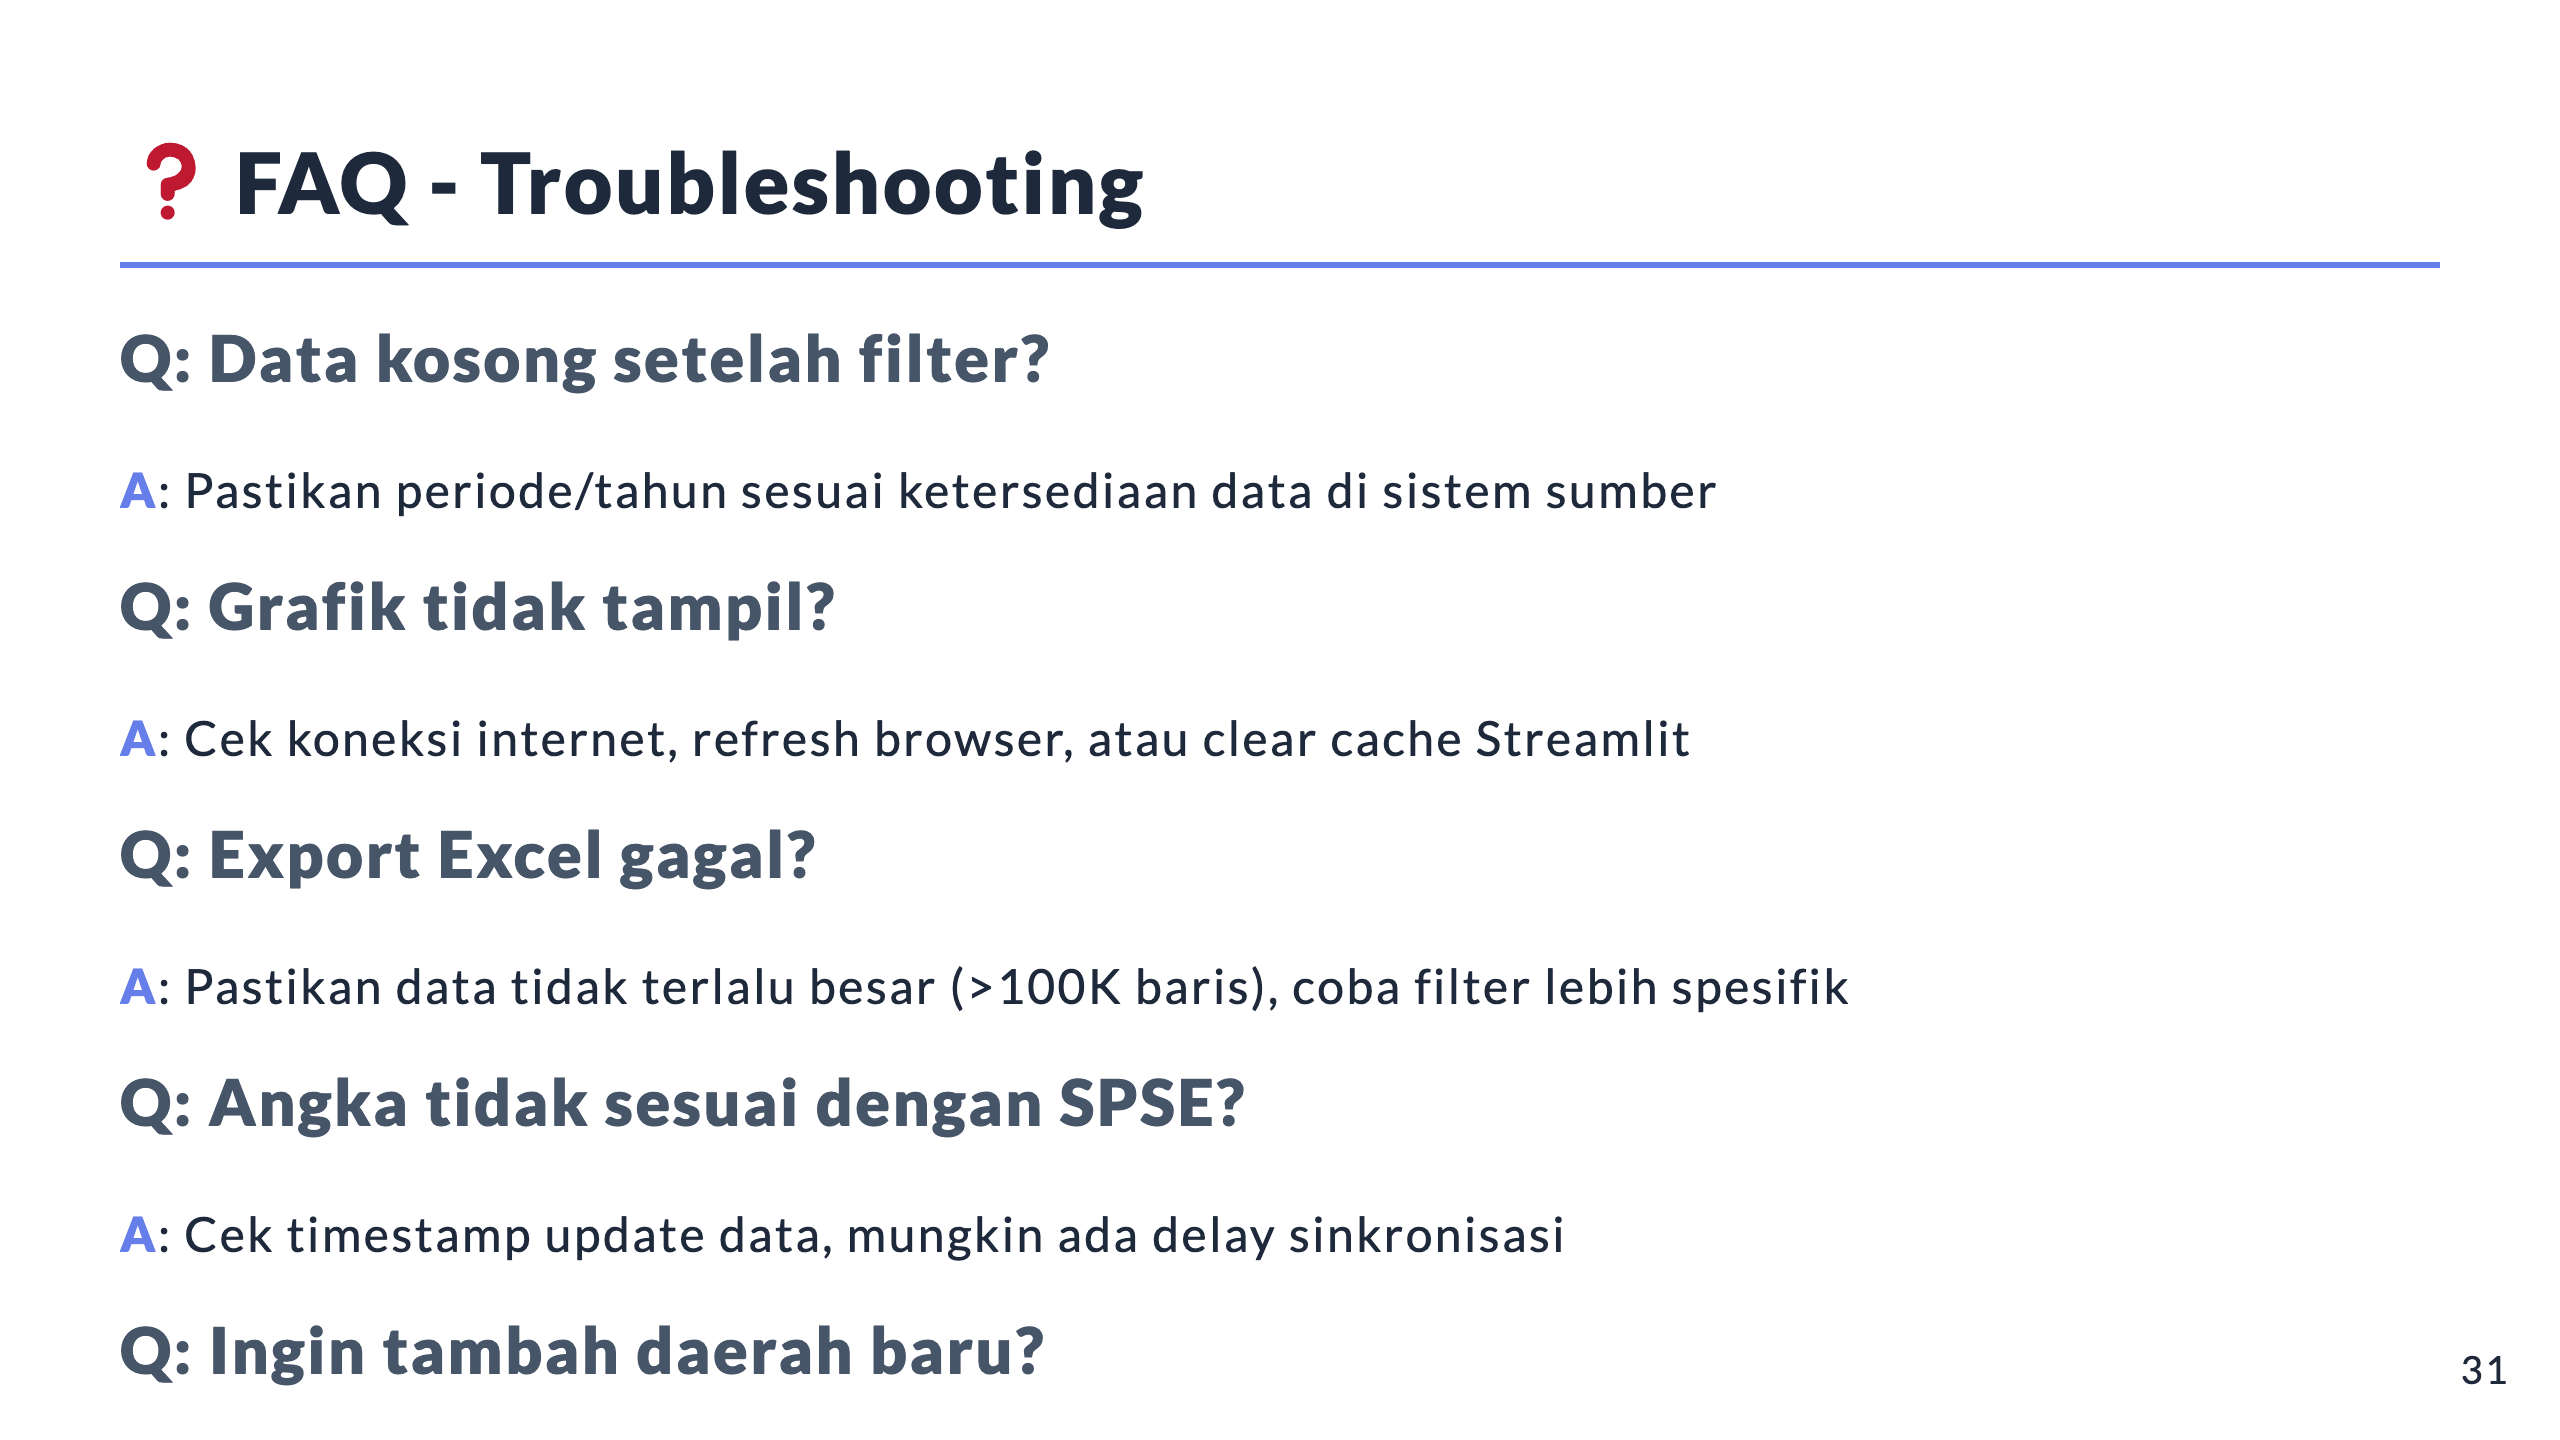 ❓ FAQ - Troubleshooting
Q: Data kosong setelah filter?
A: Pastikan periode/tahun sesuai ketersediaan data di sistem sumber
Q: Grafik tidak tampil?
A: Cek koneksi internet, refresh browser, atau clear cache Streamlit
Q: Export Excel gagal?
A: Pastikan data tidak terlalu besar (>100K baris), coba filter lebih spesifik
Q: Angka tidak sesuai dengan SPSE?
A: Cek timestamp update data, mungkin ada delay sinkronisasi
Q: Ingin tambah daerah baru?
31